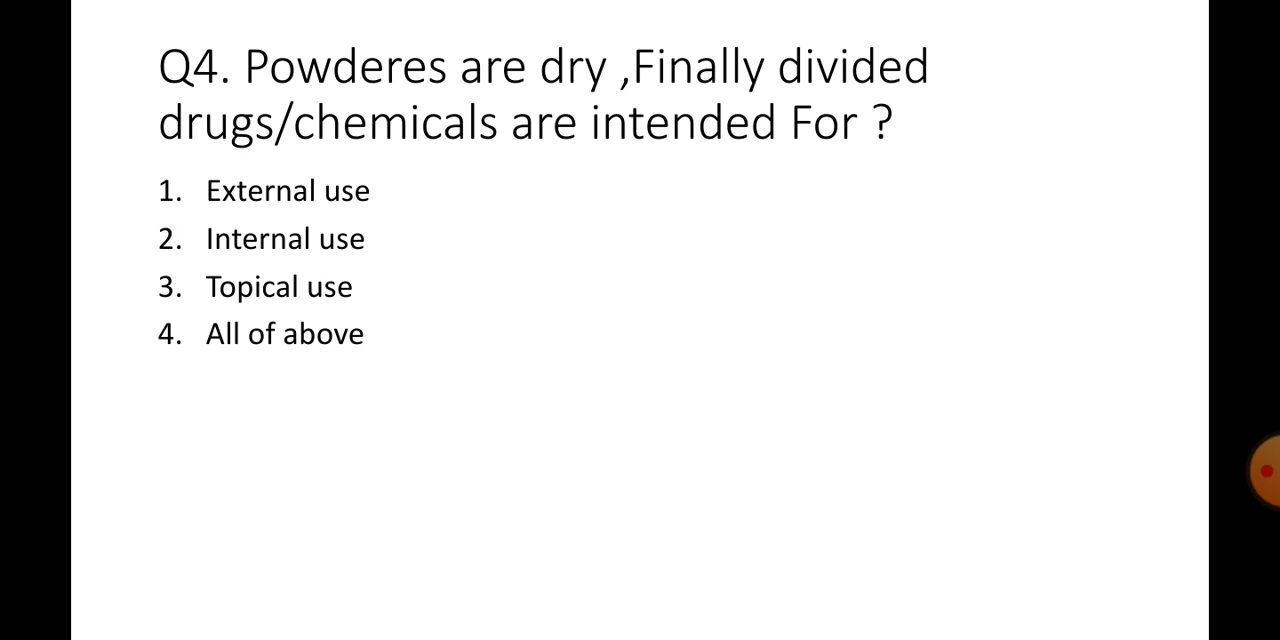 Q4. Powderes are dry ,Finally divided
drugs/chemicals are intended For ?
1. External use
2. Internal use
3. Topical use
4. All of above